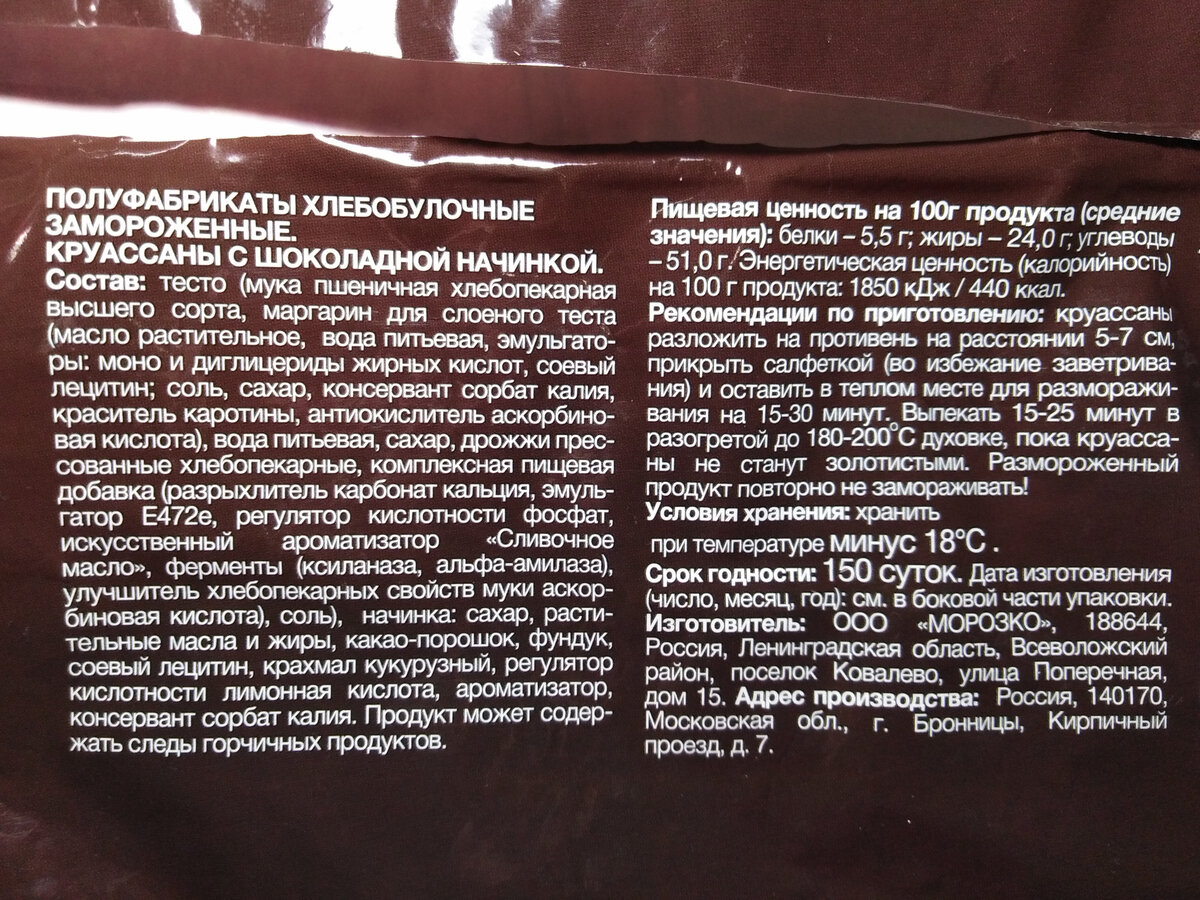 ПОЛУФАБРИКАТЫ ХЛЕБОБУЛОЧНЫЕ
ЗАМОРОЖЕННЫЕ.
КРУАССАНЫ С ШОКОЛАДНОЙ НАЧИНКОЙ.
Состав: тесто (мука пшеничная хлебопекарная
высшего сорта, маргарин для слоеного теста
(масло растительное, вода питьевая, эмульгато-
ры: моно и диглицериды жирных кислот, соевый
лецитин; соль, сахар, консервант сорбат калия,
краситель каротины, антиокислитель аскорбино-
вая кислота), вода питьевая, сахар, дрожжи прес-
сованные хлебопекарные, комплексная пищевая
добавка (разрыхлитель карбонат кальция, эмуль-
гатор Е472е, регулятор кислотности фосфат,
искусственный ароматизатор «Сливочное
масло», ферменты (ксиланаза, альфа-амилаза),
улучшитель хлебопекарных свойств муки аскор-
биновая кислота), соль), начинка: сахар, расти-
тельные масла и жиры, какао-порошок, фундук,
соевый лецитин, крахмал кукурузный, регулятор
кислотности лимонная кислота, ароматизатор,
консервант сорбат калия. Продукт может содер-
жать следы горчичных продуктов.
Пищевая ценность на 100г продукта (средние
значения): белки – 5,5 г; жиры – 24,0 г; углеводы
– 51,0 г. Энергетическая ценность (калорийность)
на 100 г продукта: 1850 кДж / 440 ккал.
Рекомендации по приготовлению: круассаны
разложить на противень на расстоянии 5-7 см,
прикрыть салфеткой (во избежание заветрива-
ния) и оставить в теплом месте для разморажи-
вания на 15-30 минут. Выпекать 15-25 минут в
разогретой до 180-200°С духовке, пока круасса-
ны не станут золотистыми. Размороженный
продукт повторно не замораживать!
Условия хранения: хранить
при температуре минус 18°С .
Срок годности: 150 суток. Дата изготовления
(число, месяц, год): см. в боковой части упаковки.
Изготовитель: ООО «МОРОЗКО», 188644,
Россия, Ленинградская область, Всеволожский
район, поселок Ковалево, улица Поперечная,
дом 15. Адрес производства: Россия, 140170,
Московская обл., г. Бронницы, Кирпичный
проезд, д. 7.